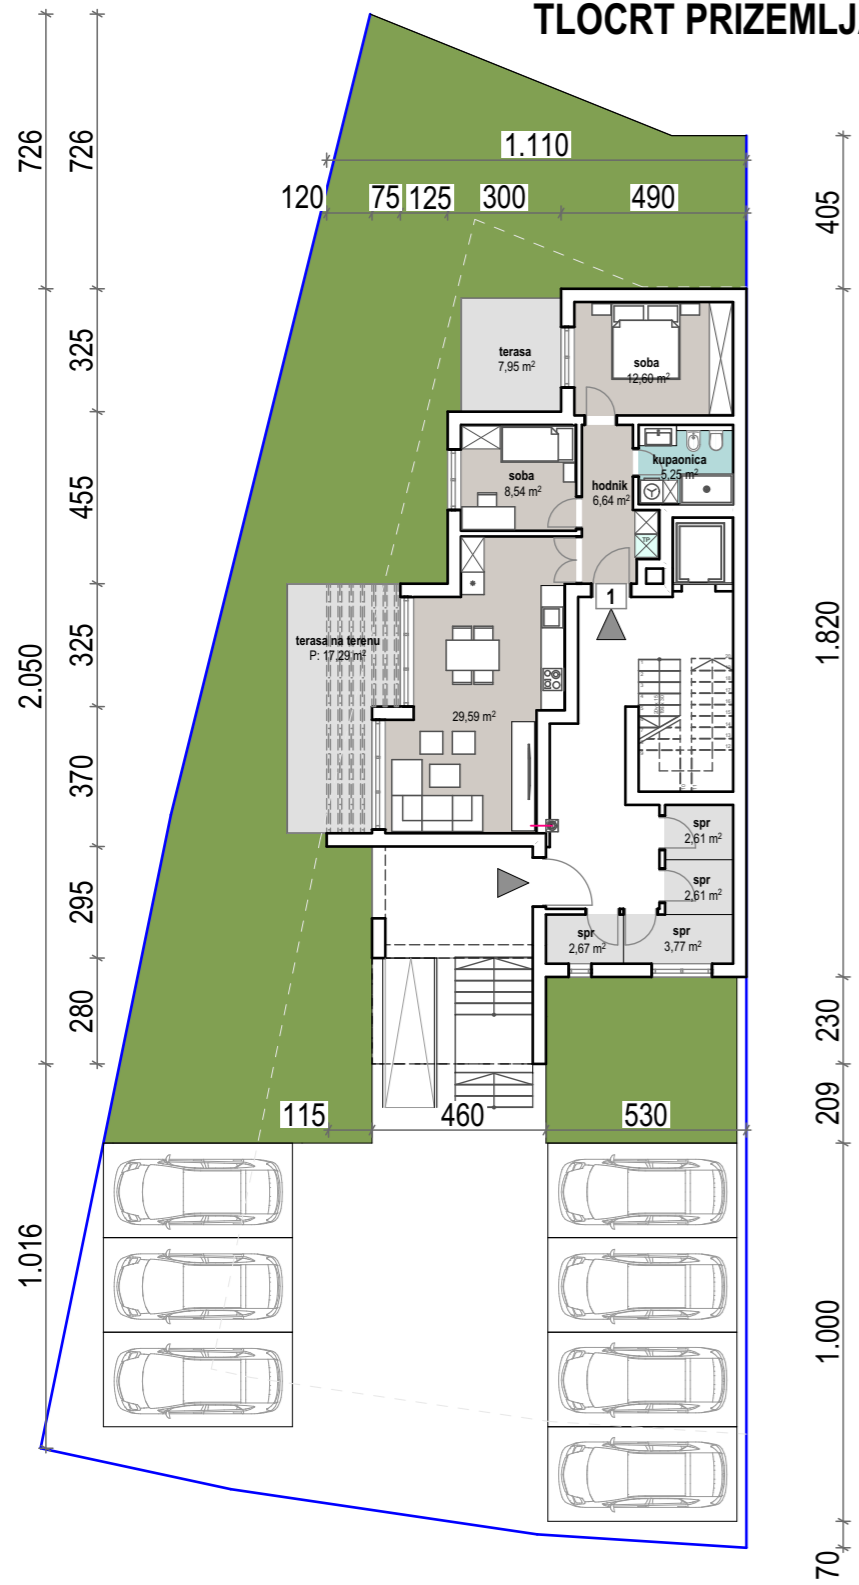 TLOCRT PRIZEMLJ
726
726
1.110
405
120
75
125
300
490
terasa
7,95 m²
soba
12,60 m²
325
soba
8,54 m²
hodnik
6,64 m²
kupaonica
5,25 m²
455
TP
1
terasa na terenu
P: 17,29 m²
325
2.050
1.820
29,59 m²
370
spr
2,61 m²
spr
2,61 m²
295
spr
2,67 m²
spr
3,77 m²
280
230
209
115
460
530
1.016
1.000
70